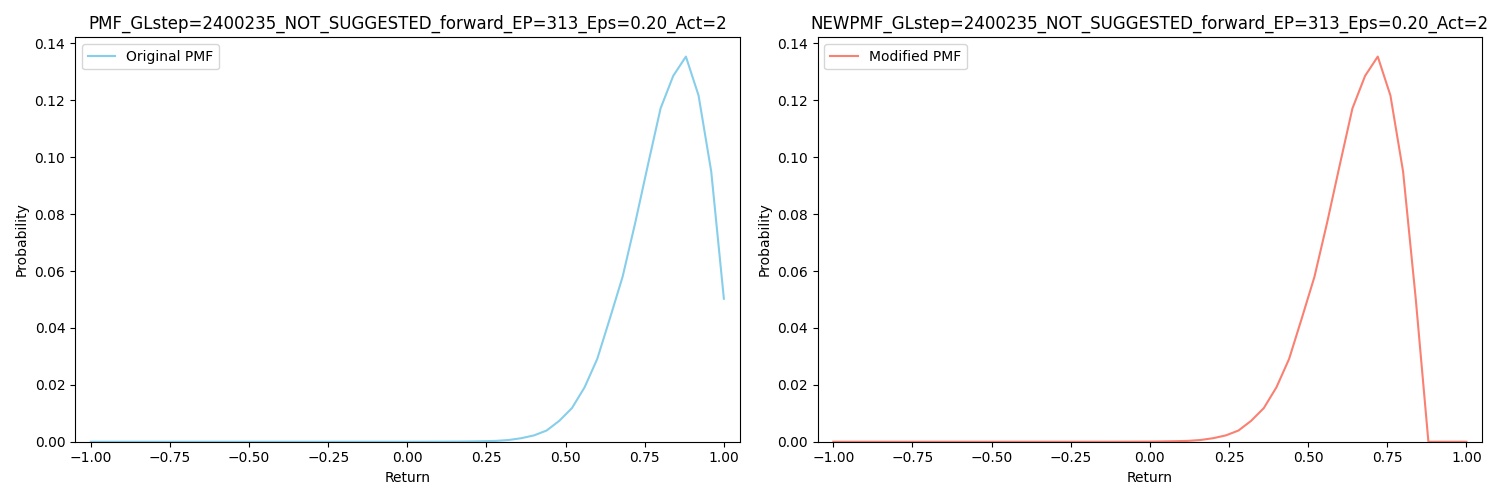 PMF_GLstep=2400235_NOT_SUGGESTED_forward_EP=313_Eps=0.20_Act=2
Original PMF
0.14
0.12
0.10
0.08
0.06
0.04
0.02
0.00
Probability
−1.00 −0.75 −0.50 −0.25 0.00 0.25 0.50 0.75 1.00
Return
NEWPMF_GLstep=2400235_NOT_SUGGESTED_forward_EP=313_Eps=0.20_Act=2
Modified PMF
0.14
0.12
0.10
0.08
0.06
0.04
0.02
0.00
Probability
−1.00 −0.75 −0.50 −0.25 0.00 0.25 0.50 0.75 1.00
Return